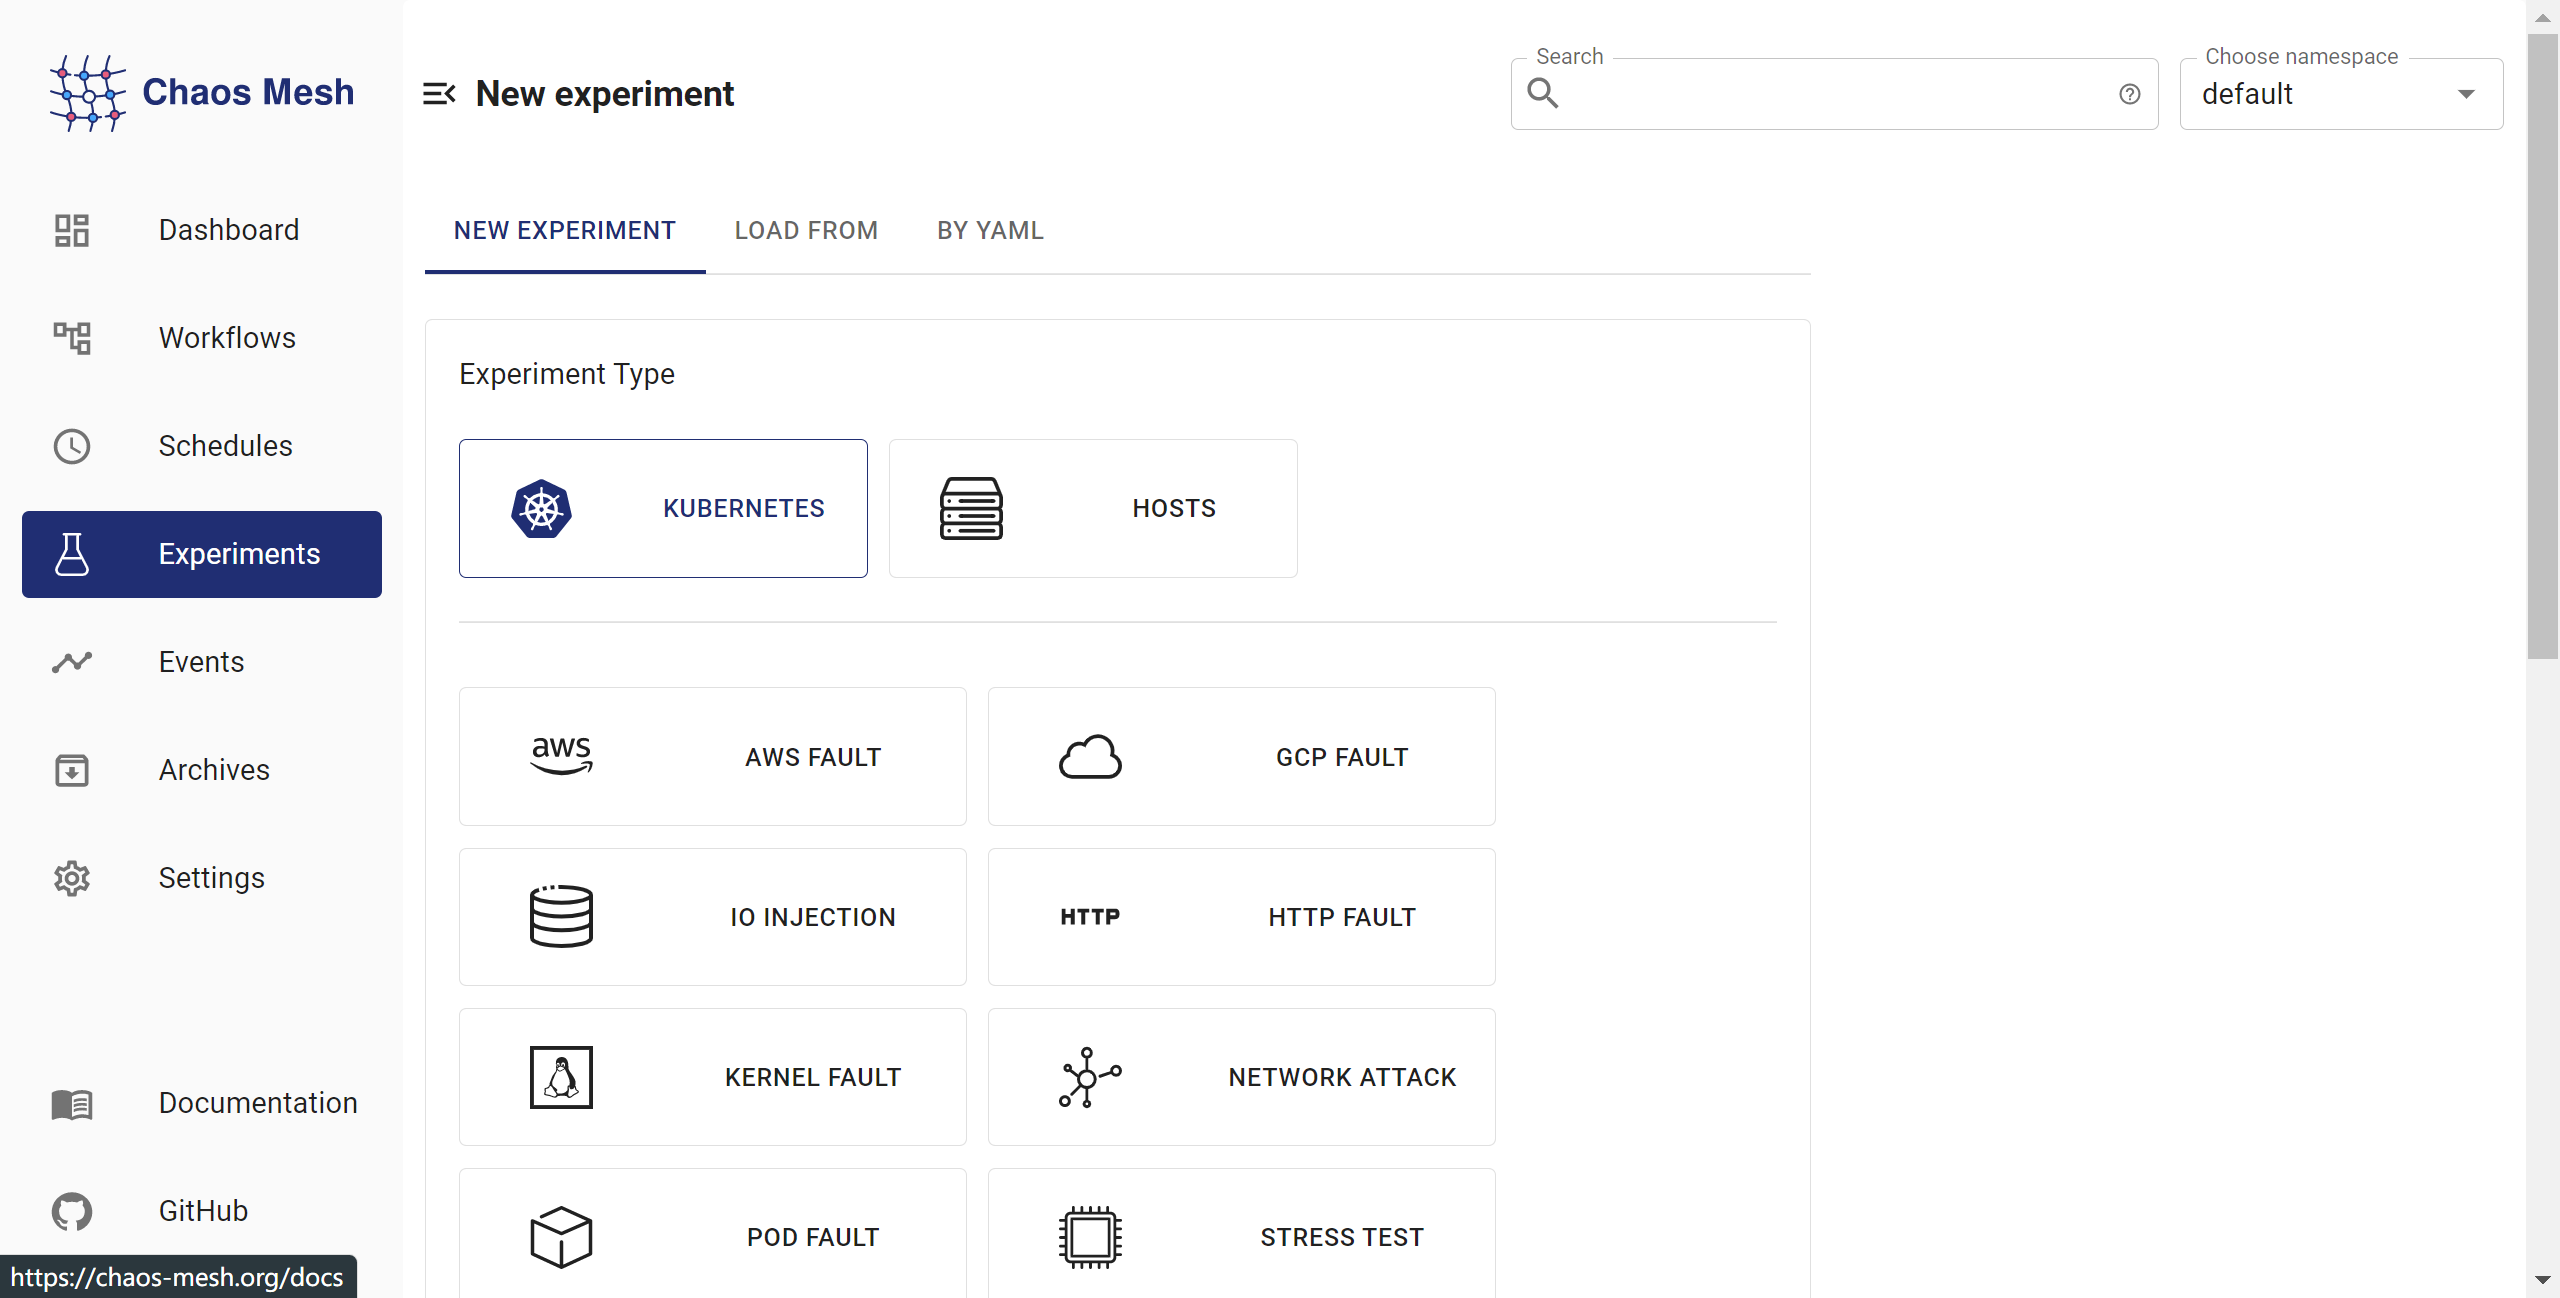 Chaos Mesh
New experiment
Search
Choose namespace
default
Dashboard
Workflows
Schedules
Experiments
Events
Archives
Settings
Documentation
GitHub
https://chaos-mesh.org/docs
NEW EXPERIMENT
LOAD FROM
BY YAML
Experiment Type
KUBERNETES
HOSTS
aws
AWS FAULT
GCP FAULT
IO INJECTION
HTTP
HTTP FAULT
KERNEL FAULT
NETWORK ATTACK
POD FAULT
STRESS TEST